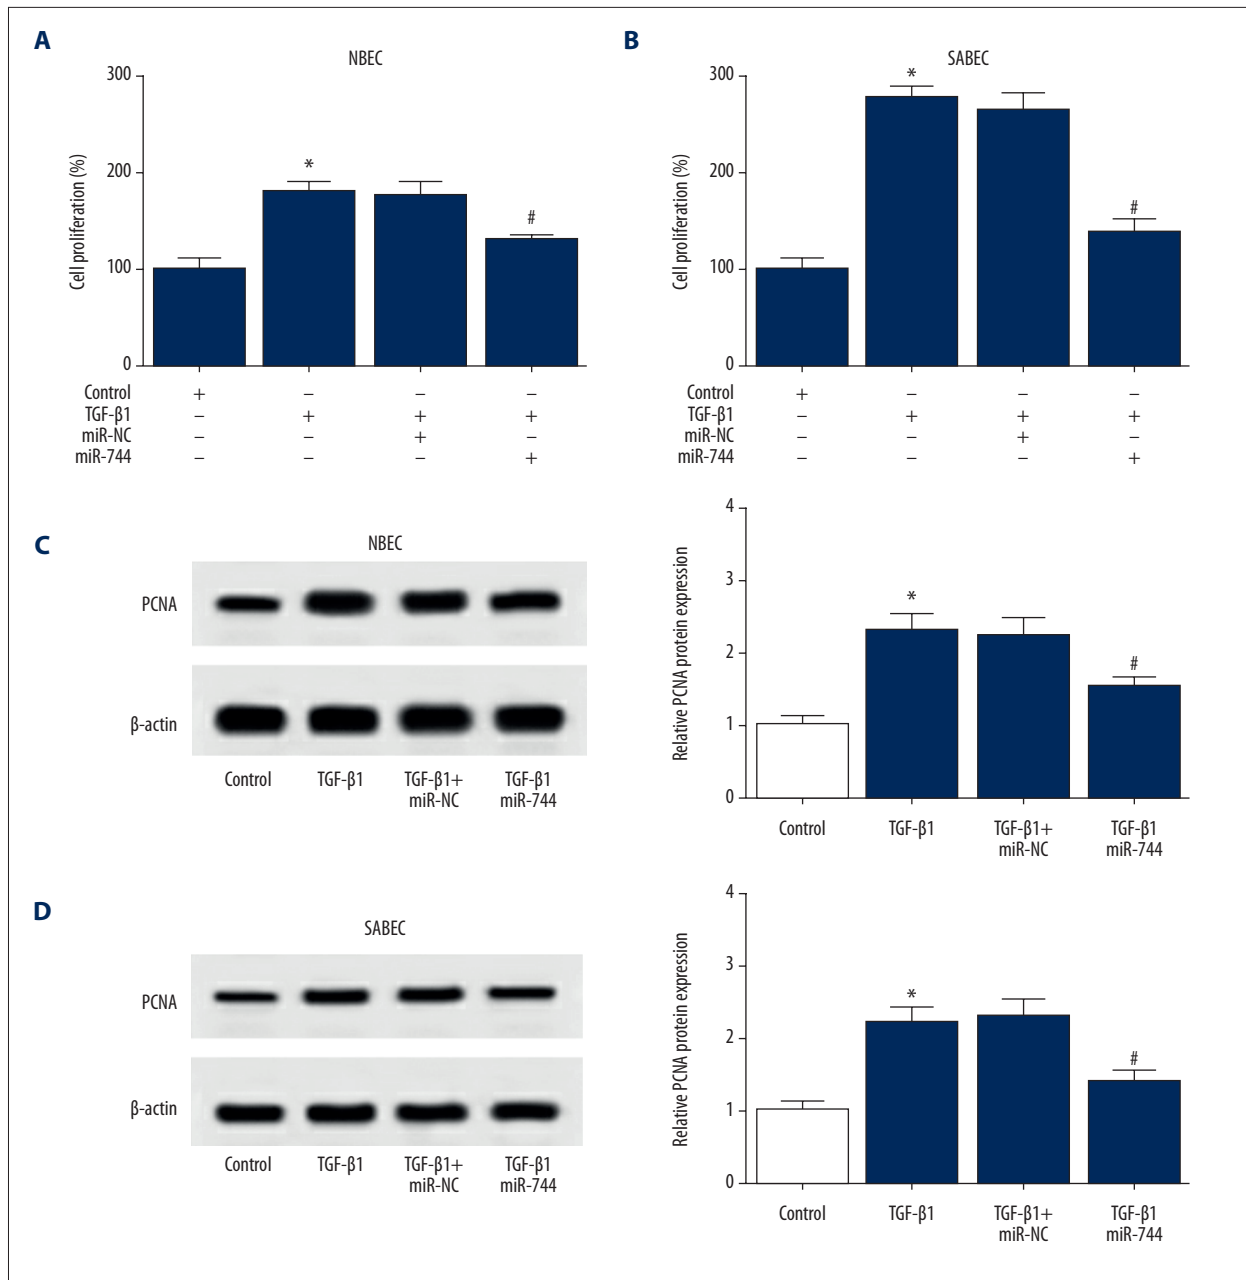 A
NBEC
300
200
100
0
Cell proliferation (%)
*
#
Control + – – –
TGF-β1 – + + +
miR-NC – – + –
miR-744 – – – +
B
SABEC
300
200
100
0
Cell proliferation (%)
*
#
Control + – – –
TGF-β1 – + + +
miR-NC – – + –
miR-744 – – – +
C
NBEC
PCNA
β-actin
Control TGF-β1 TGF-β1+ TGF-β1
miR-NC miR-744
4
3
2
1
0
Relative PCNA protein expression
*
#
Control TGF-β1 TGF-β1+ TGF-β1
miR-NC miR-744
D
SABEC
PCNA
β-actin
Control TGF-β1 TGF-β1+ TGF-β1
miR-NC miR-744
4
3
2
1
0
Relative PCNA protein expression
*
#
Control TGF-β1 TGF-β1+ TGF-β1
miR-NC miR-744